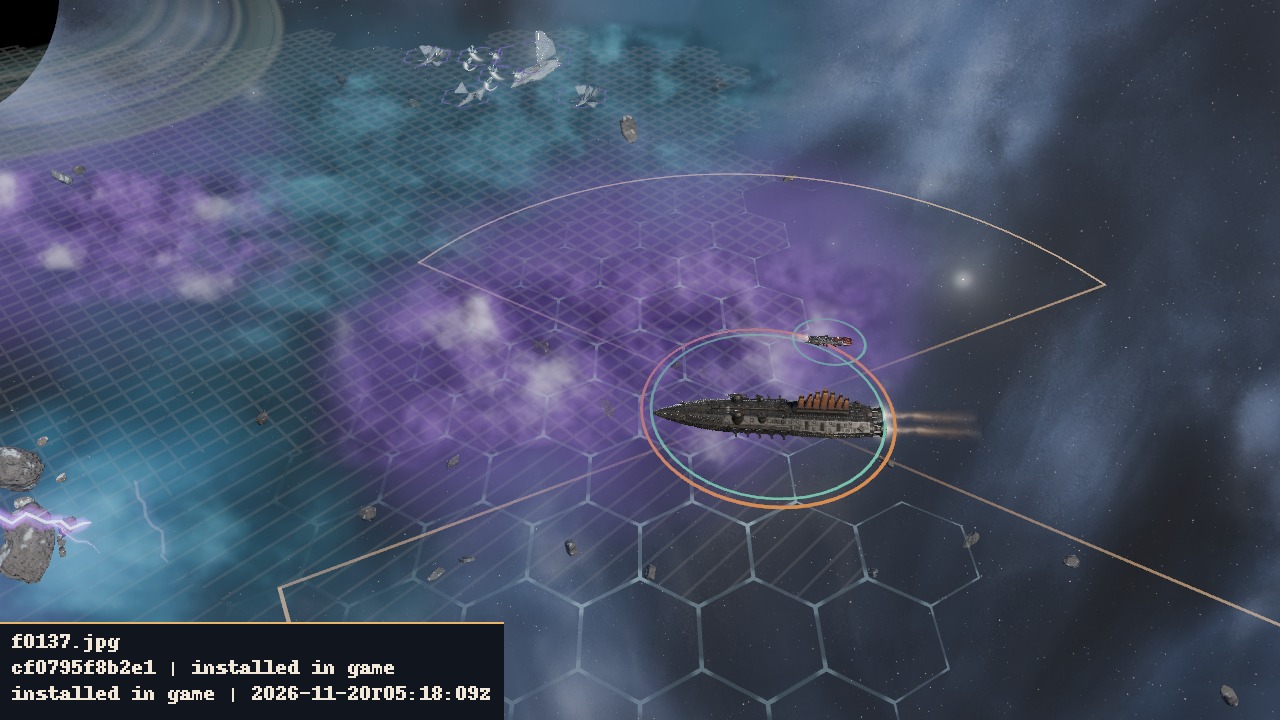 f0137.jpg
cf0795f8b2e1 | installed in game
installed in game | 2026-11-20T05:18:09Z